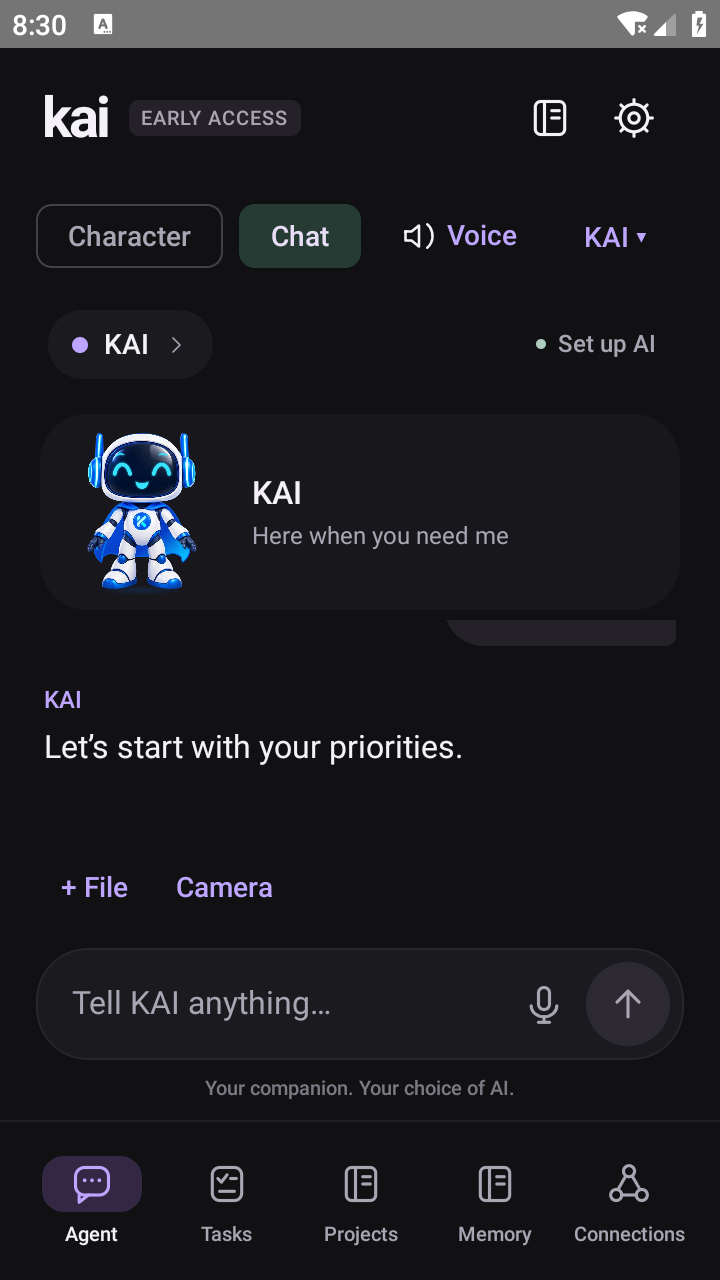 8:30
kai
EARLY ACCESS
Character
Chat
Voice
KAI ▾
KAI
Set up AI
KAI
Here when you need me
KAI
Let’s start with your priorities.
+ File
Camera
Tell KAI anything…
Your companion. Your choice of AI.
Agent
Tasks
Projects
Memory
Connections